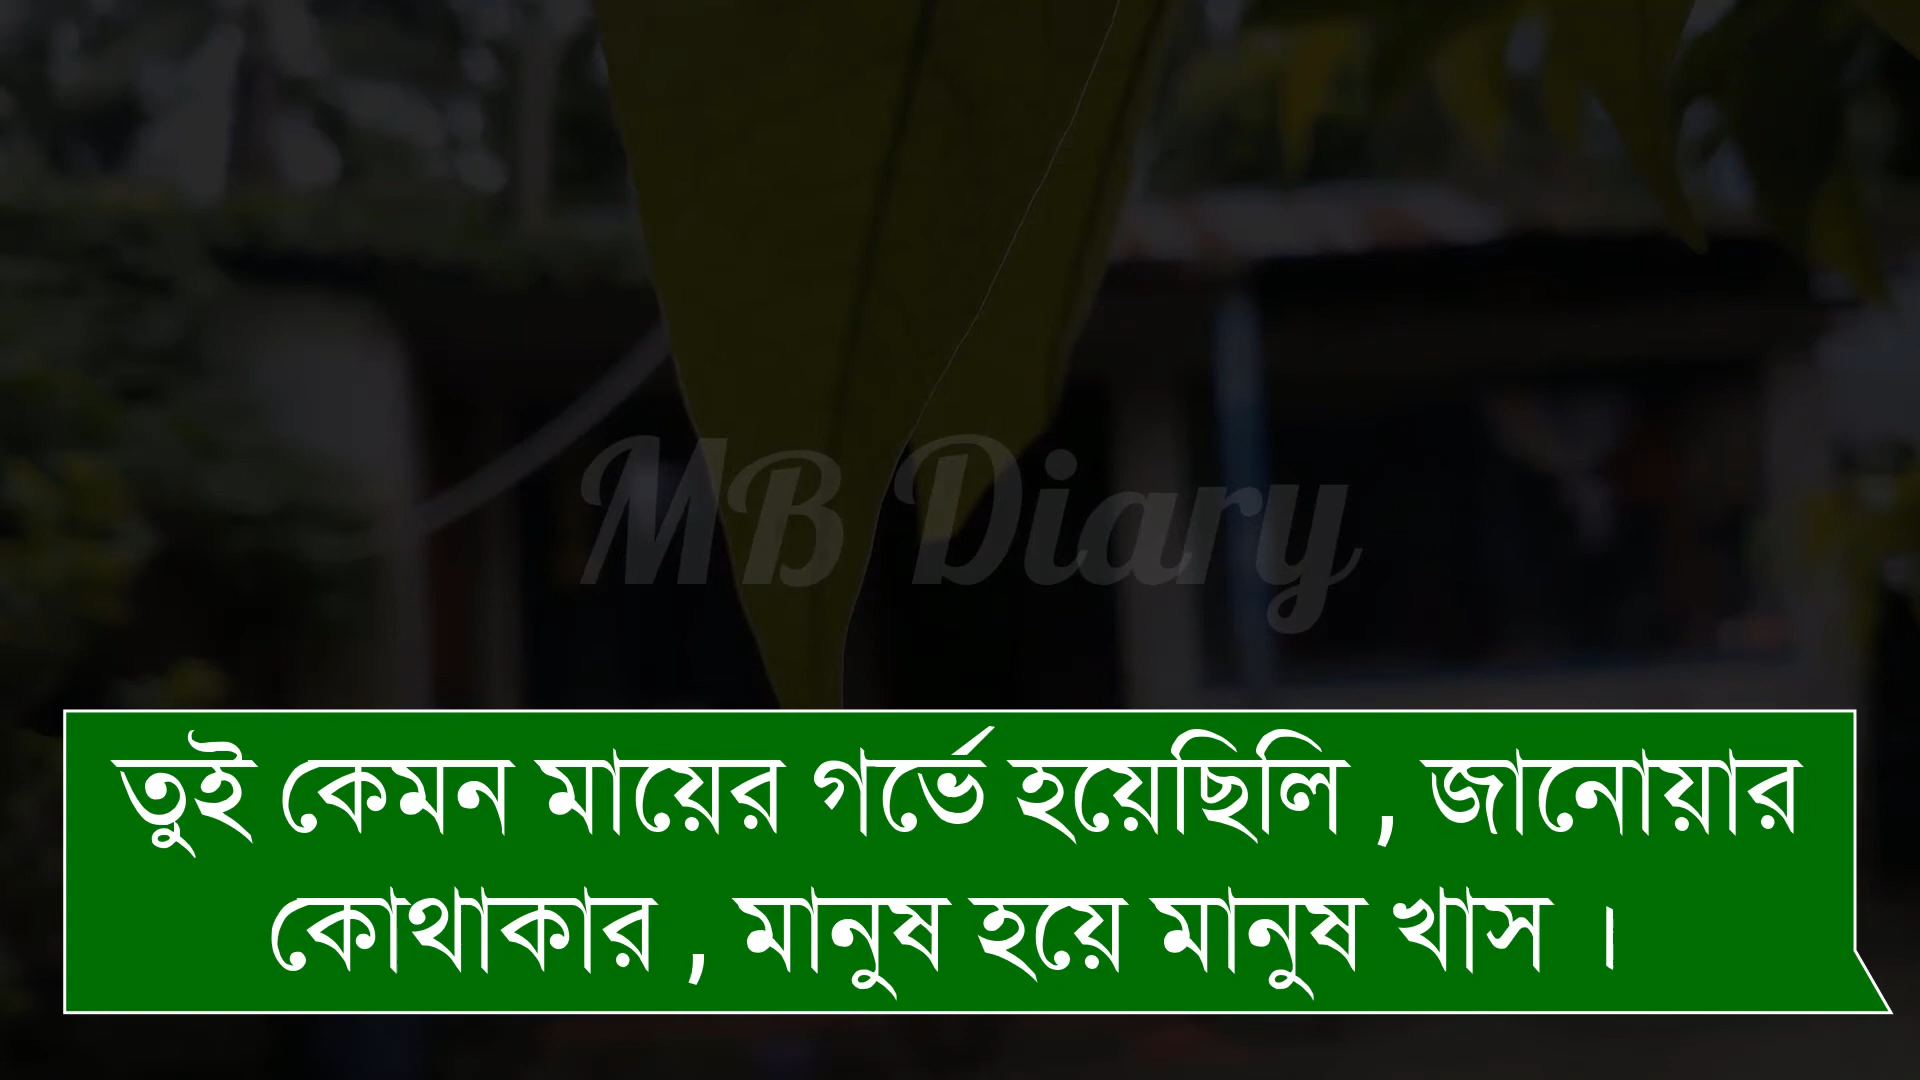 MB Diary
তুই কেমন মায়ের গর্ভে হয়েছিলি , জানোয়ার
কোথাকার , মানুষ হয়ে মানুষ খাস ।